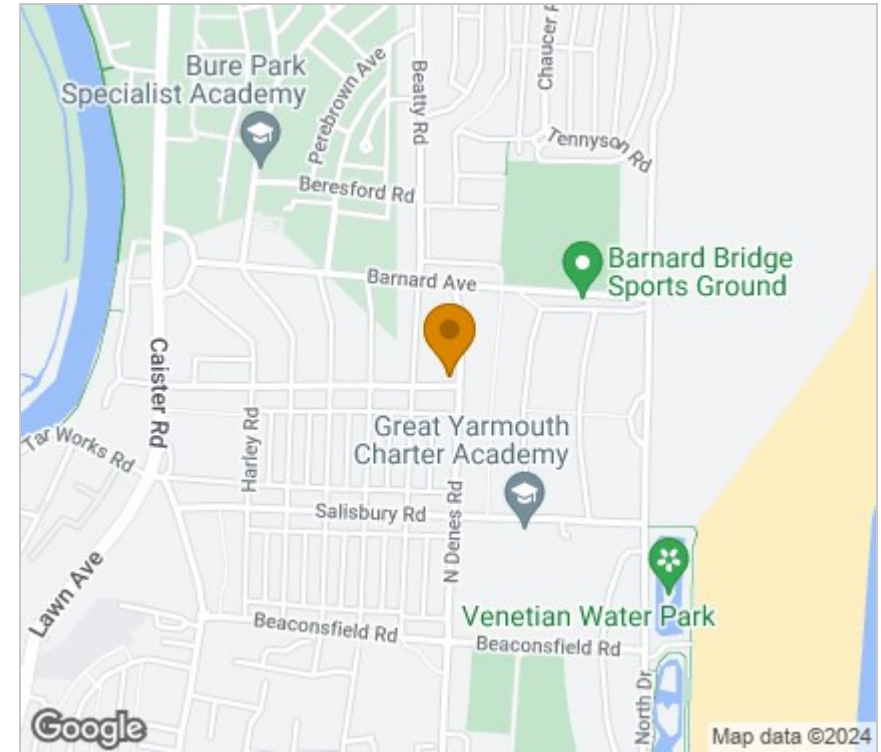 Bure Park
Specialist Academy
Perebrown Ave
Beatty Rd
Chaucer
Tennyson Rd
Beresford Rd
Barnard Bridge
Sports Ground
Barnard Ave
Caister Rd
Harley Rd
Great Yarmouth
Charter Academy
Tar Works Rd
Salisbury Rd
N Denes Rd
Lawn Ave
Venetian Water Park
Beaconsfield Rd
Beaconsfield Rd
North Dr
Google
Map data ©2024